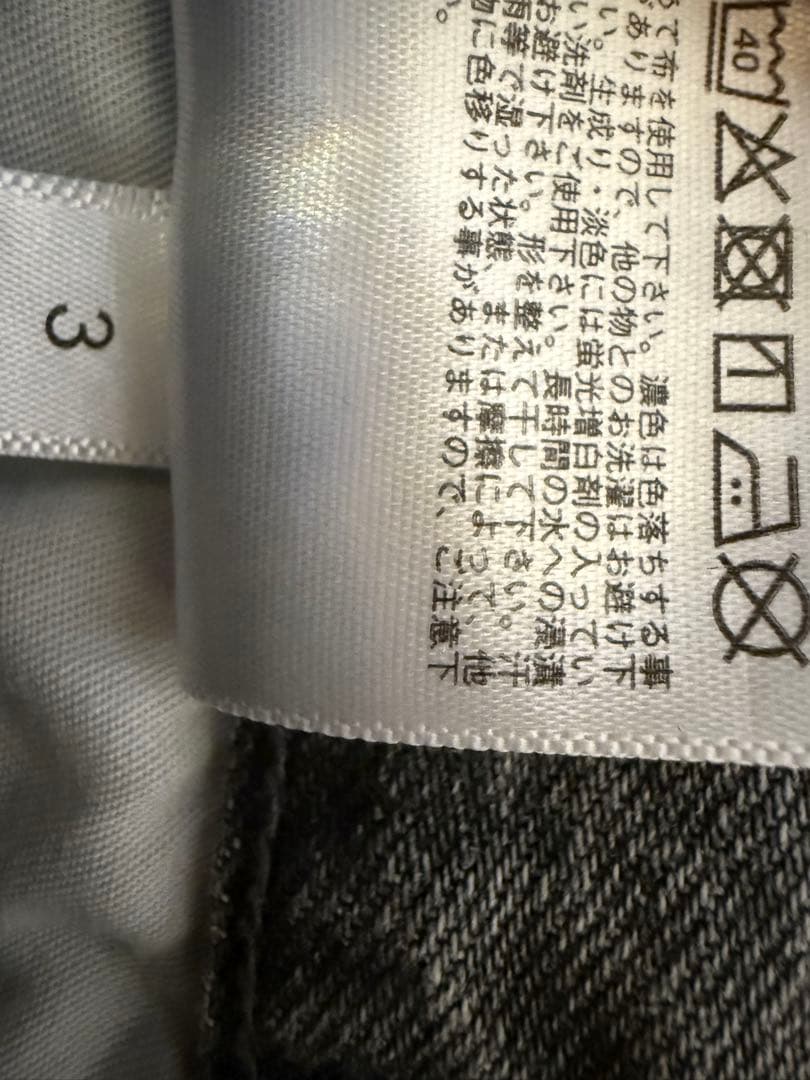 40
て布を使用して下さい。濃色は色落ちする事
がありますので、他の物とのお洗濯はお避け下
い。生成り・淡色には蛍光増白剤の入ってい
い洗剤をご使用下さい。長時間の水への浸漬
お避け下さい。形を整えて干して下さい。汗
雨等で湿った状態、または摩擦によって、他
物に色移りする事がありますので、ご注意下
い。
3